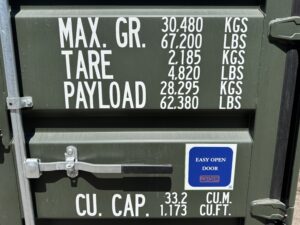 MAX. GR. 30.480 KGS
67.200 LBS
TARE 2.185 KGS
4.820 LBS
PAYLOAD 28.295 KGS
62.380 LBS
EASY OPEN
DOOR
CU. CAP. 33,2 CU.M.
1.173 CU.FT.